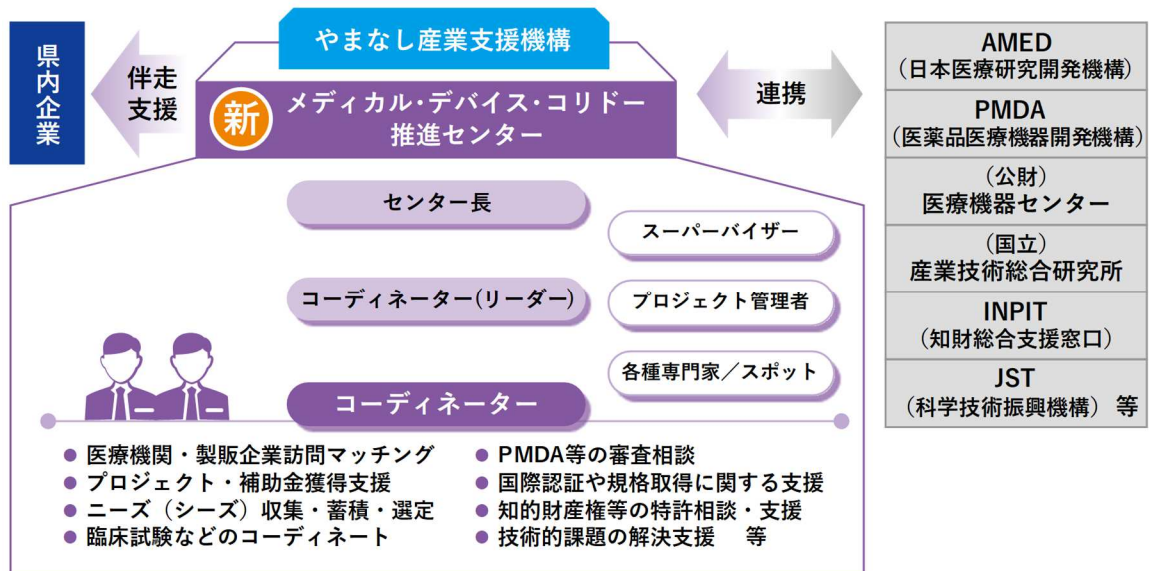 県内企業
伴走
支援
やまなし産業支援機構
新
メディカル・デバイス・コリドー
推進センター
連携
AMED
（日本医療研究開発機構）
PMDA
（医薬品医療機器開発機構）
（公財）
医療機器センター
（国立）
産業技術総合研究所
INPIT
（知財総合支援窓口）
JST
（科学技術振興機構）等
センター長
スーパーバイザー
コーディネーター(リーダー)
プロジェクト管理者
各種専門家／スポット
コーディネーター
● 医療機関・製販企業訪問マッチング
● プロジェクト・補助金獲得支援
● ニーズ（シーズ）収集・蓄積・選定
● 臨床試験などのコーディネート
● PMDA等の審査相談
● 国際認証や規格取得に関する支援
● 知的財産権等の特許相談・支援
● 技術的課題の解決支援　等